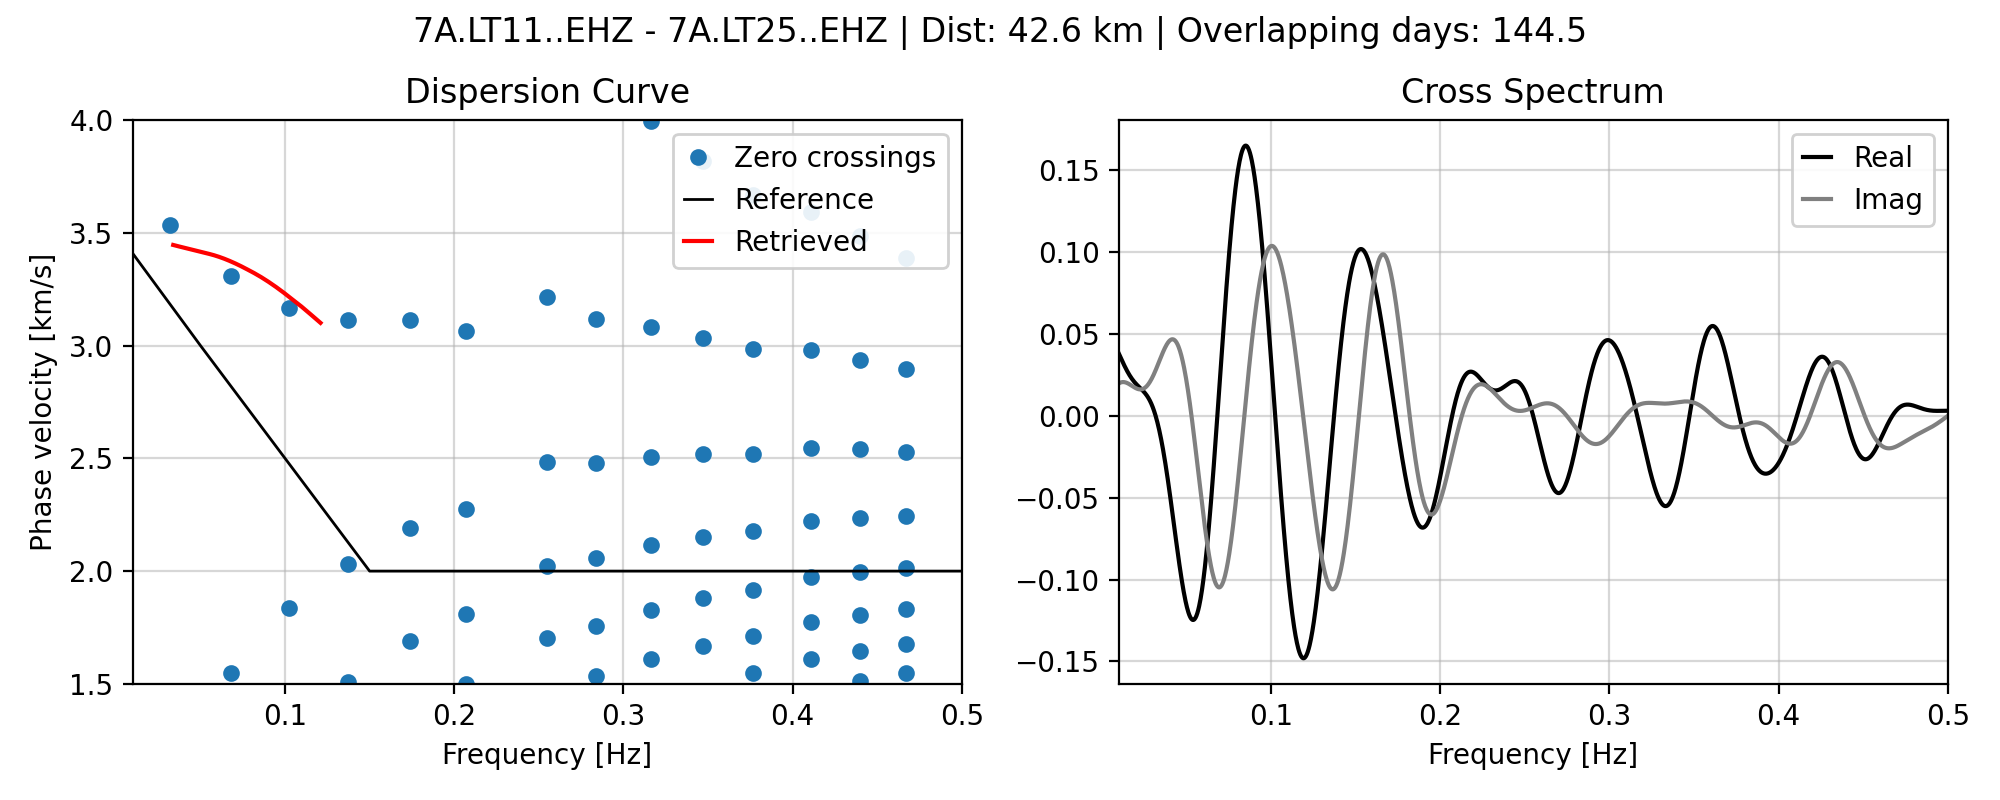 7A.LT11..EHZ - 7A.LT25..EHZ | Dist: 42.6 km | Overlapping days: 144.5
Dispersion Curve
Phase velocity [km/s]
4.0
3.5
3.0
2.5
2.0
1.5
0.1
0.2
0.3
0.4
0.5
Frequency [Hz]
Zero crossings
Reference
Retrieved
Cross Spectrum
0.15
0.10
0.05
0.00
−0.05
−0.10
−0.15
0.1
0.2
0.3
0.4
0.5
Frequency [Hz]
Real
Imag